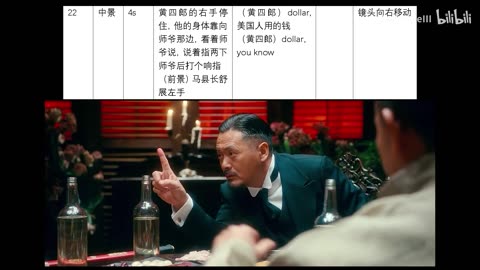 22 中景 4s 黄四郎的右手停 （黄四郎）dollar, 镜头向右移动
住，他的身体靠向 美国人用的钱
师爷那边，看着师 （黄四郎）dollar,
爷说，说着指两下 you know
师爷后打个响指
（前景）马县长舒
展左手
eIII bilibili